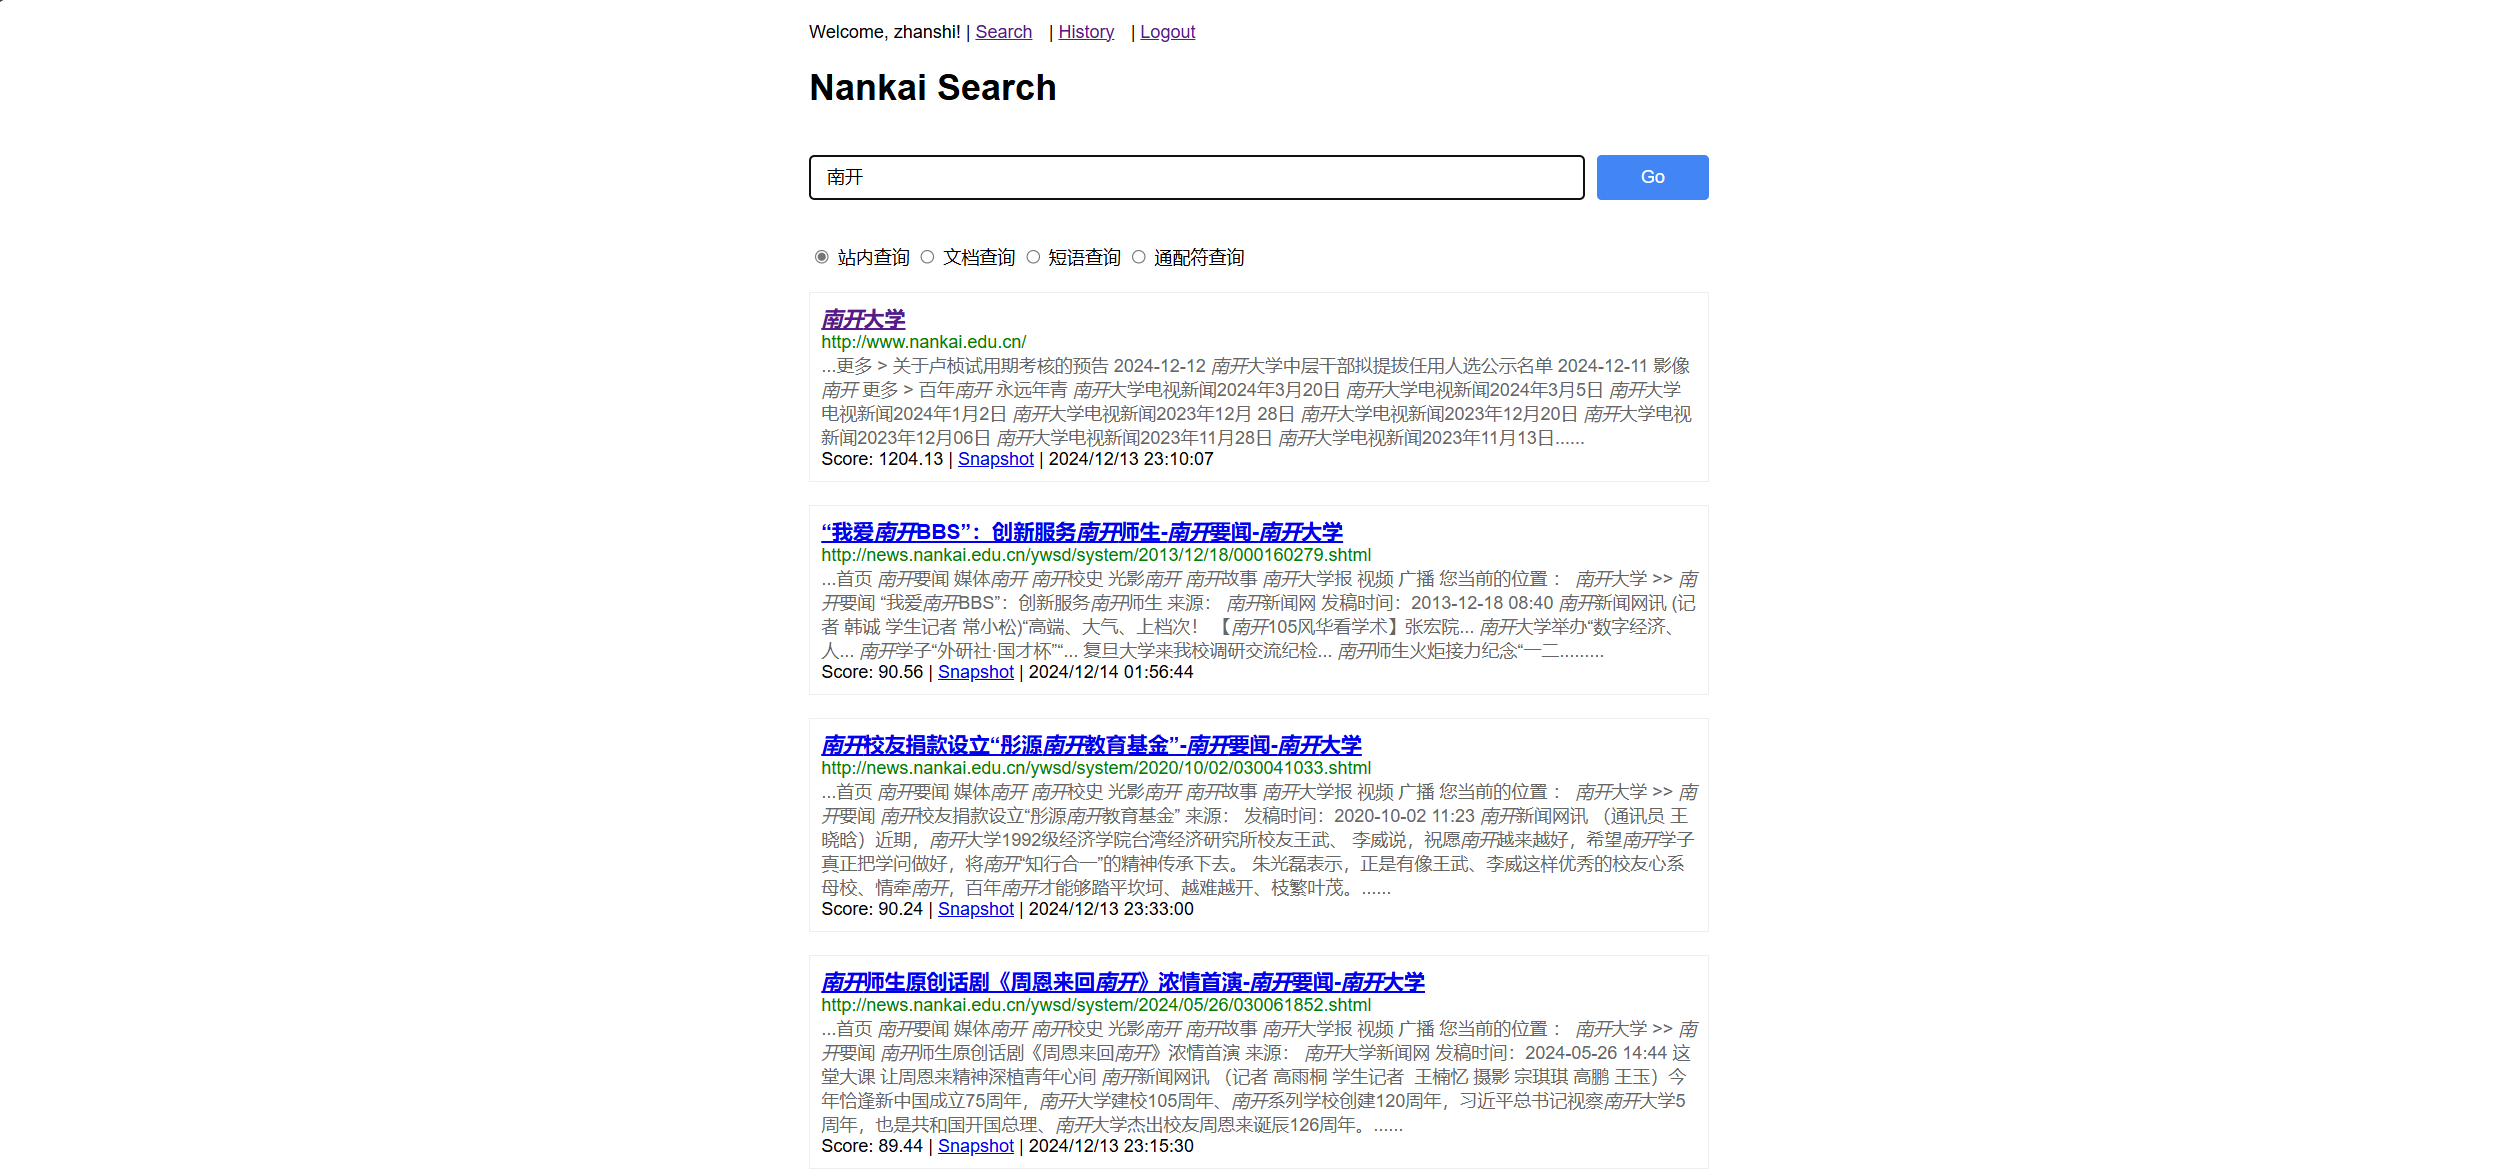 Welcome, zhanshi! | Search | History | Logout
Nankai Search
南开
Go
站内查询 文档查询 短语查询 通配符查询
南开大学
http://www.nankai.edu.cn/
...更多 > 关于卢桢试用期考核的预告 2024-12-12 南开大学中层干部拟提拔任用人选公示名单 2024-12-11 影像
南开 更多 > 百年南开 永远年青 南开大学电视新闻2024年3月20日 南开大学电视新闻2024年3月5日 南开大学
电视新闻2024年1月2日 南开大学电视新闻2023年12月 28日 南开大学电视新闻2023年12月20日 南开大学电视
新闻2023年12月06日 南开大学电视新闻2023年11月28日 南开大学电视新闻2023年11月13日......
Score: 1204.13 | Snapshot | 2024/12/13 23:10:07
“我爱南开BBS”：创新服务南开师生-南开要闻-南开大学
http://news.nankai.edu.cn/ywsd/system/2013/12/18/000160279.shtml
...首页 南开要闻 媒体南开 南开校史 光影南开 南开故事 南开大学报 视频 广播 您当前的位置 ： 南开大学 >> 南
开要闻 “我爱南开BBS”：创新服务南开师生 来源： 南开新闻网 发稿时间：2013-12-18 08:40 南开新闻网讯 (记
者 韩诚 学生记者 常小松)“高端、大气、上档次！ 【南开105风华看学术】张宏院... 南开大学举办“数字经济、
人... 南开学子“外研社·国才杯”“... 复旦大学来我校调研交流纪检... 南开师生火炬接力纪念“一二.........
Score: 90.56 | Snapshot | 2024/12/14 01:56:44
南开校友捐款设立“彤源南开教育基金”-南开要闻-南开大学
http://news.nankai.edu.cn/ywsd/system/2020/10/02/030041033.shtml
...首页 南开要闻 媒体南开 南开校史 光影南开 南开故事 南开大学报 视频 广播 您当前的位置 ： 南开大学 >> 南
开要闻 南开校友捐款设立“彤源南开教育基金” 来源： 发稿时间：2020-10-02 11:23 南开新闻网讯 （通讯员 王
晓晗）近期，南开大学1992级经济学院台湾经济研究所校友王武、 李威说，祝愿南开越来越好，希望南开学子
真正把学问做好，将南开“知行合一”的精神传承下去。 朱光磊表示，正是有像王武、李威这样优秀的校友心系
母校、情牵南开，百年南开才能够踏平坎坷、越难越开、枝繁叶茂。......
Score: 90.24 | Snapshot | 2024/12/13 23:33:00
南开师生原创话剧《周恩来回南开》浓情首演-南开要闻-南开大学
http://news.nankai.edu.cn/ywsd/system/2024/05/26/030061852.shtml
...首页 南开要闻 媒体南开 南开校史 光影南开 南开故事 南开大学报 视频 广播 您当前的位置 ： 南开大学 >> 南
开要闻 南开师生原创话剧《周恩来回南开》浓情首演 来源： 南开大学新闻网 发稿时间：2024-05-26 14:44 这
堂大课 让周恩来精神深植青年心间 南开新闻网讯 （记者 高雨桐 学生记者 王楠忆 摄影 宗琪琪 高鹏 王玉）今
年恰逢新中国成立75周年，南开大学建校105周年、南开系列学校创建120周年，习近平总书记视察南开大学5
周年，也是共和国开国总理、南开大学杰出校友周恩来诞辰126周年。......
Score: 89.44 | Snapshot | 2024/12/13 23:15:30